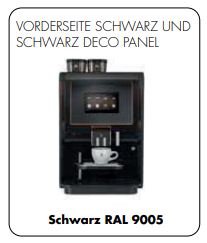 VORDERSEITE SCHWARZ UND
SCHWARZ DECO PANEL
Schwarz RAL 9005